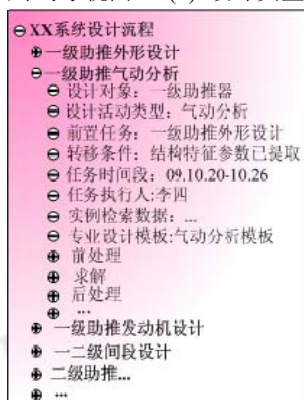 XX系统设计流程
一级助推外形设计
一级助推气动分析
设计对象：一级助推器
设计活动类型：气动分析
前置任务：一级助推外形设计
转移条件：结构特征参数已提取
任务时间段：09.10.20-10.26
任务执行人:李四
实例检索数据：...
专业设计模板:气动分析模板
前处理
求解
后处理
...
一级助推发动机设计
一二级间段设计
二级助推...
...